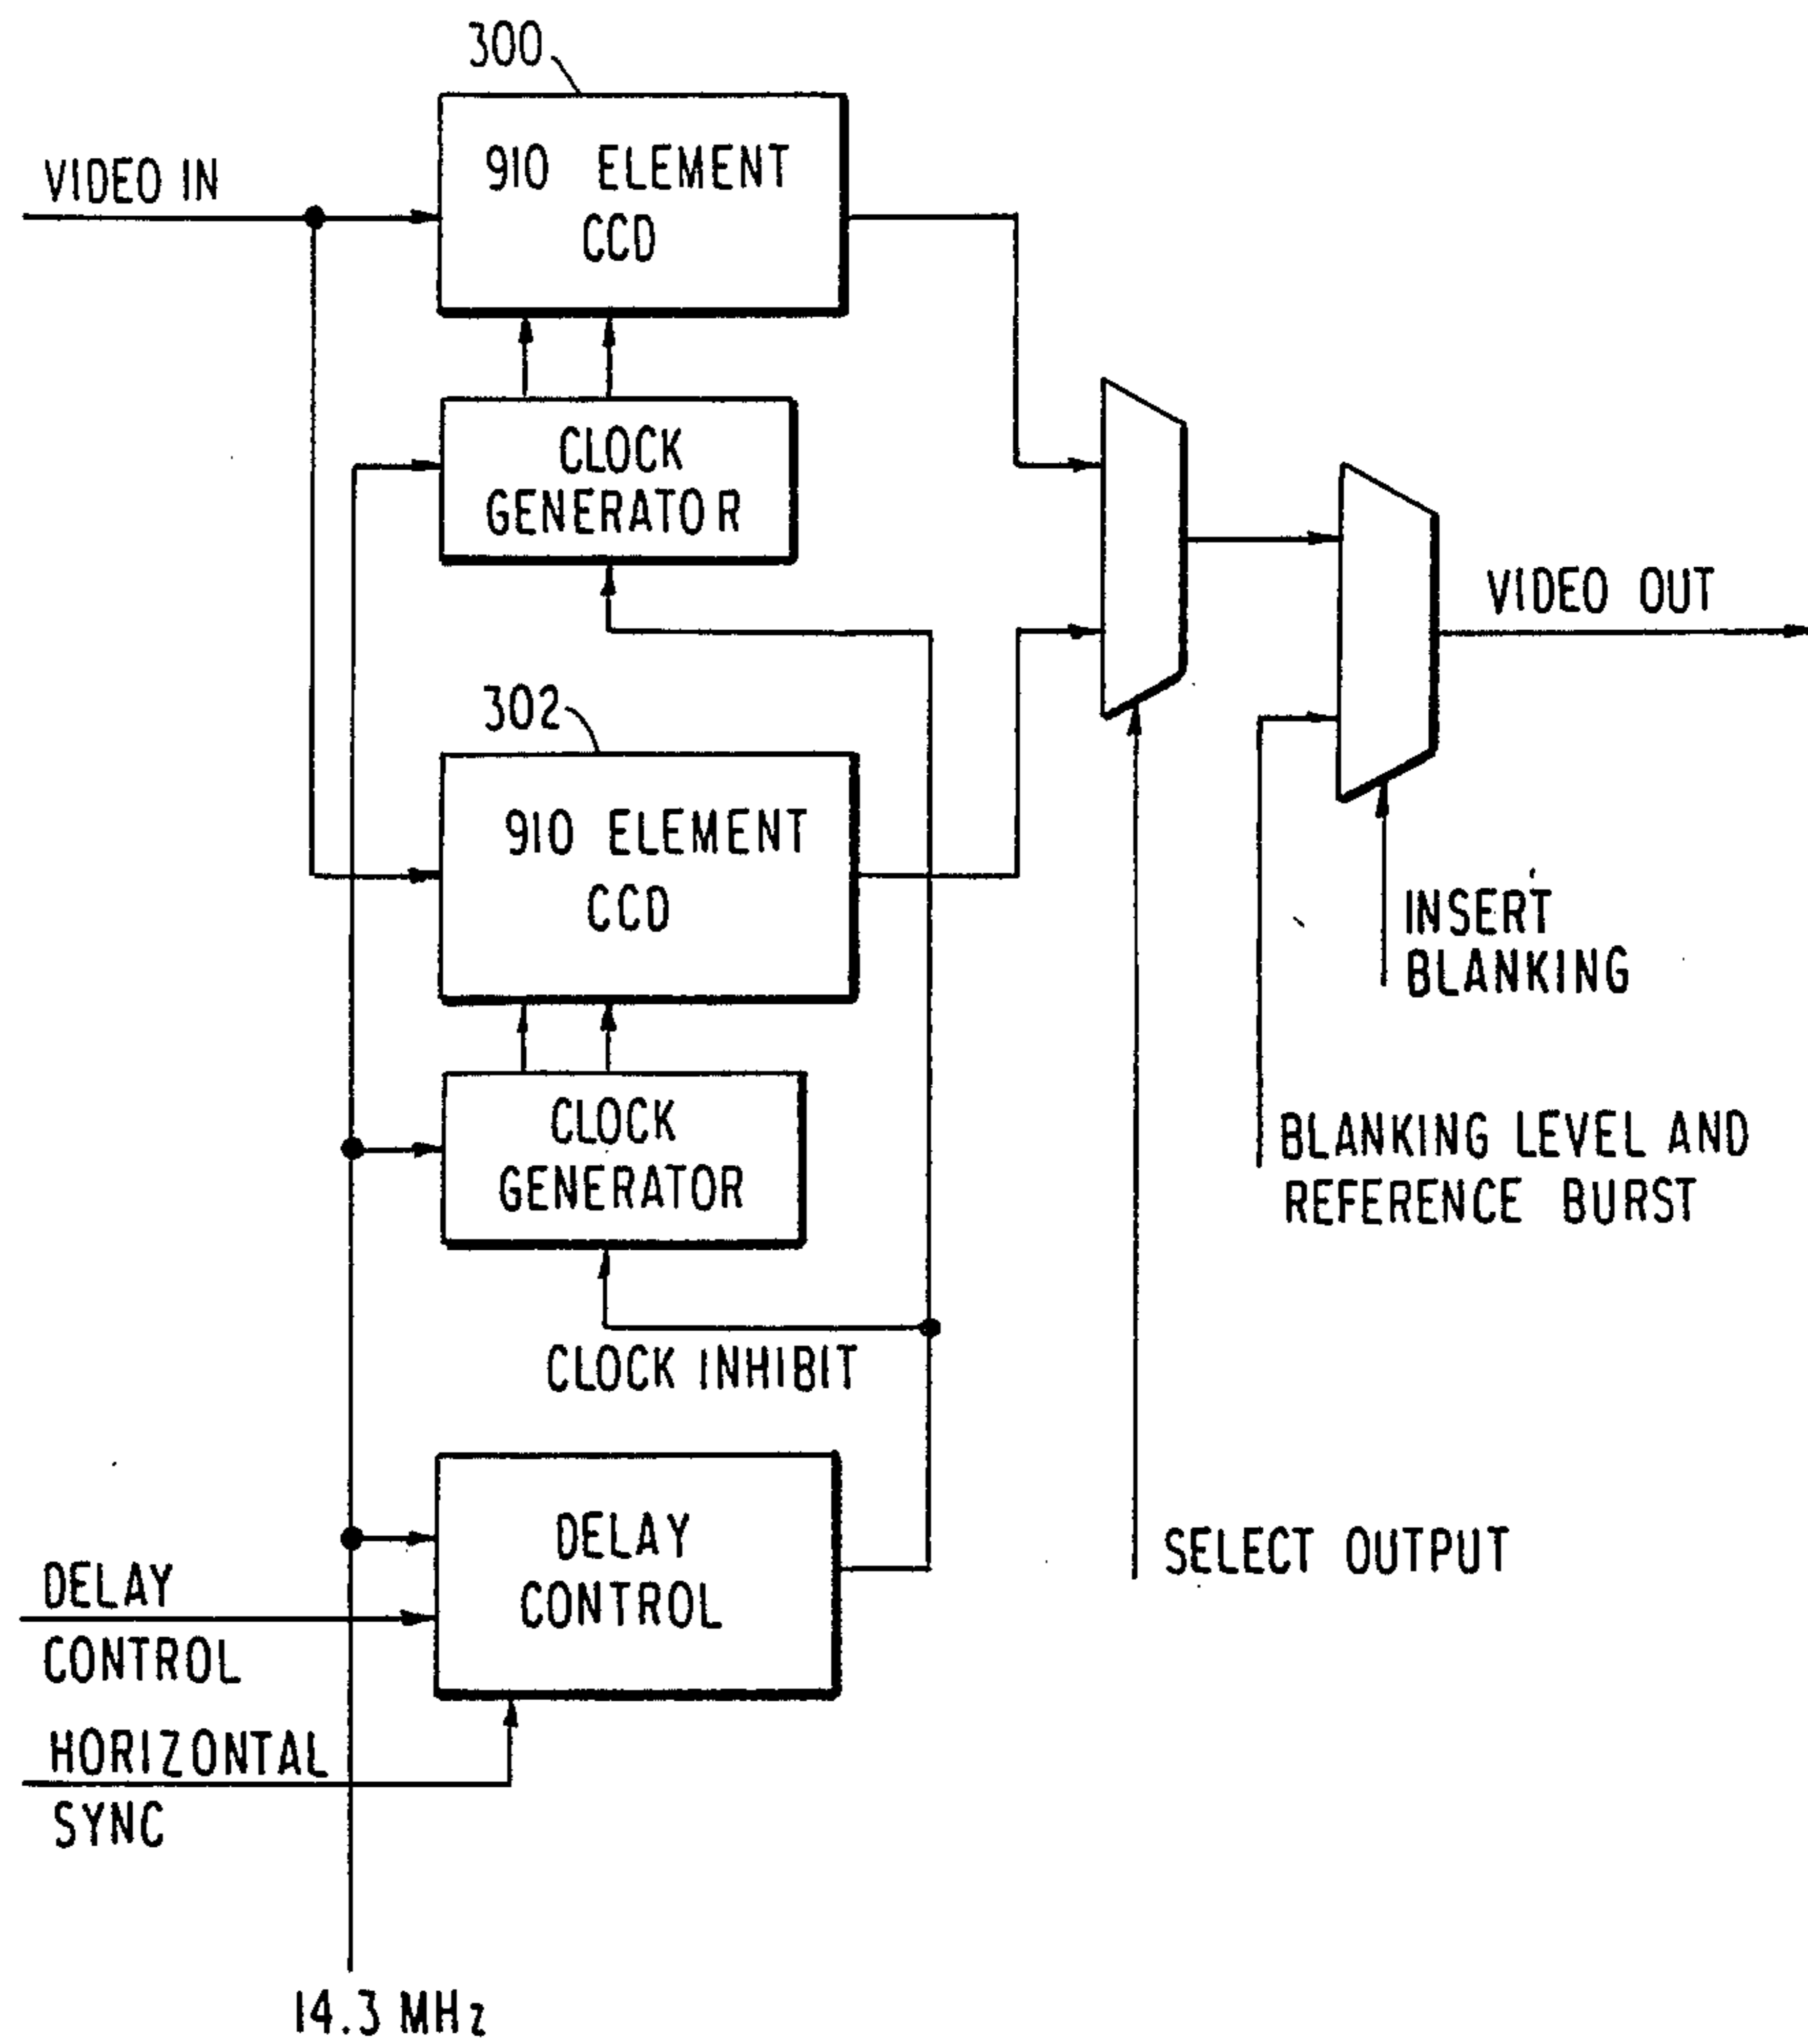 300
910 ELEMENT
CCD
VIDEO IN
CLOCK
GENERATOR
VIDEO OUT
302
910 ELEMENT
CCD
INSERT
BLANKING
CLOCK
GENERATOR
BLANKING LEVEL AND
REFERENCE BURST
CLOCK INHIBIT
DELAY
CONTROL
SELECT OUTPUT
DELAY
CONTROL
HORIZONTAL
SYNC
14.3 MHz